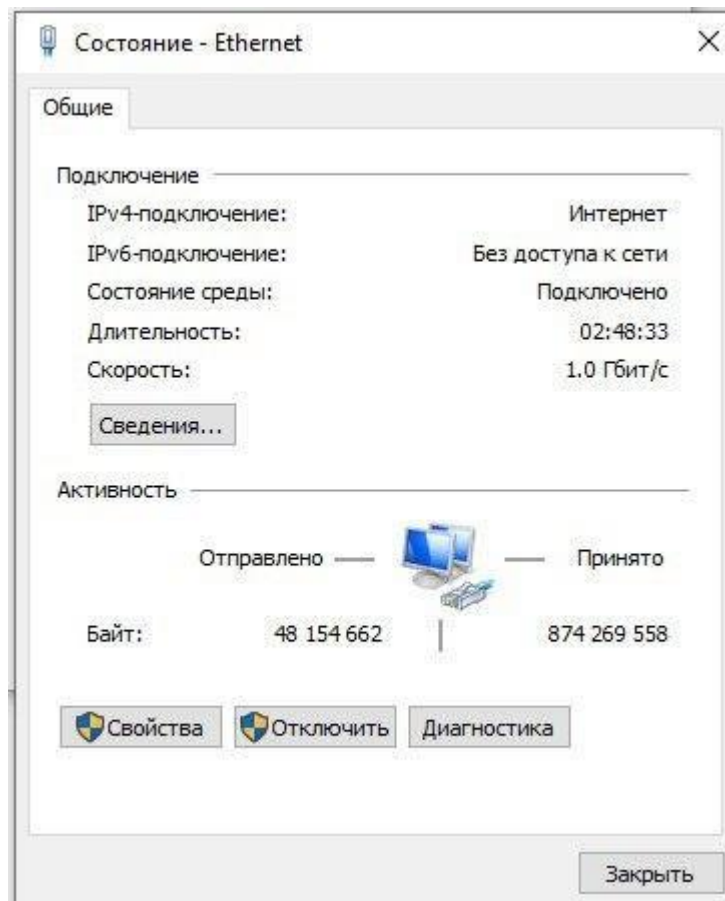 Состояние - Ethernet
Общие
Подключение
IPv4-подключение: Интернет
IPv6-подключение: Без доступа к сети
Состояние среды: Подключено
Длительность: 02:48:33
Скорость: 1.0 Гбит/с
Сведения...
Активность
Отправлено Принято
Байт: 48 154 662 874 269 558
Свойства Отключить Диагностика
Закрыть